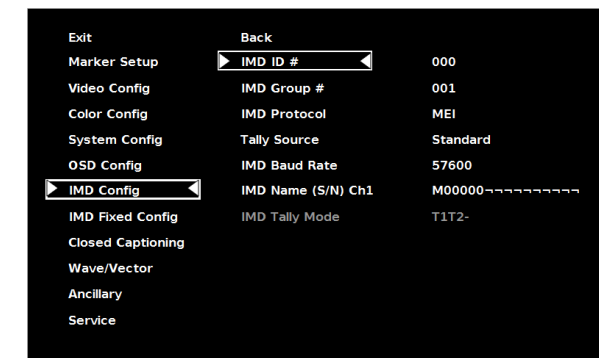 Exit Back
Marker Setup IMD ID # 000
Video Config IMD Group # 001
Color Config IMD Protocol MEI
System Config Tally Source Standard
OSD Config IMD Baud Rate 57600
IMD Config IMD Name (S/N) Ch1 M00000¬¬¬¬¬¬¬¬¬¬
IMD Fixed Config IMD Tally Mode T1T2-
Closed Captioning
Wave/Vector
Ancillary
Service